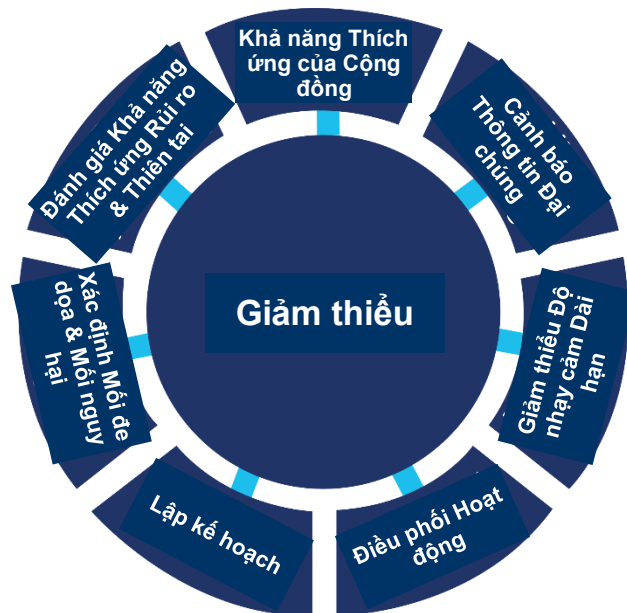 Khả năng Thích
ứng của Cộng
đồng
Cảnh báo
Thông tin Đại
chúng
Giảm thiểu Độ
nhạy cảm Dài
hạn
Điều phối Hoạt
động
Lập kế hoạch
Xác định Mối đe
dọa & Mối nguy
hại
Đánh giá Khả năng
Thích ứng Rủi ro
& Thiên tai
Giảm thiểu